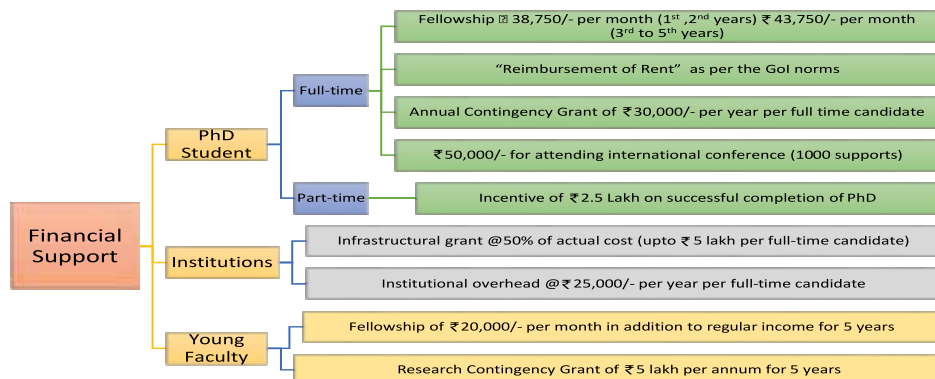 Fellowship ⍰ 38,750/- per month (1st ,2nd years) ₹ 43,750/- per month
(3rd to 5th years)
"Reimbursement of Rent" as per the GoI norms
Full-time
Annual Contingency Grant of ₹30,000/- per year per full time candidate
PhD
Student
₹50,000/- for attending international conference (1000 supports)
Part-time
Incentive of ₹2.5 Lakh on successful completion of PhD
Financial
Support
Infrastructural grant @50% of actual cost (upto ₹ 5 lakh per full-time candidate)
Institutions
Institutional overhead @₹25,000/- per year per full-time candidate
Young
Faculty
Fellowship of ₹20,000/- per month in addition to regular income for 5 years
Research Contingency Grant of ₹5 lakh per annum for 5 years